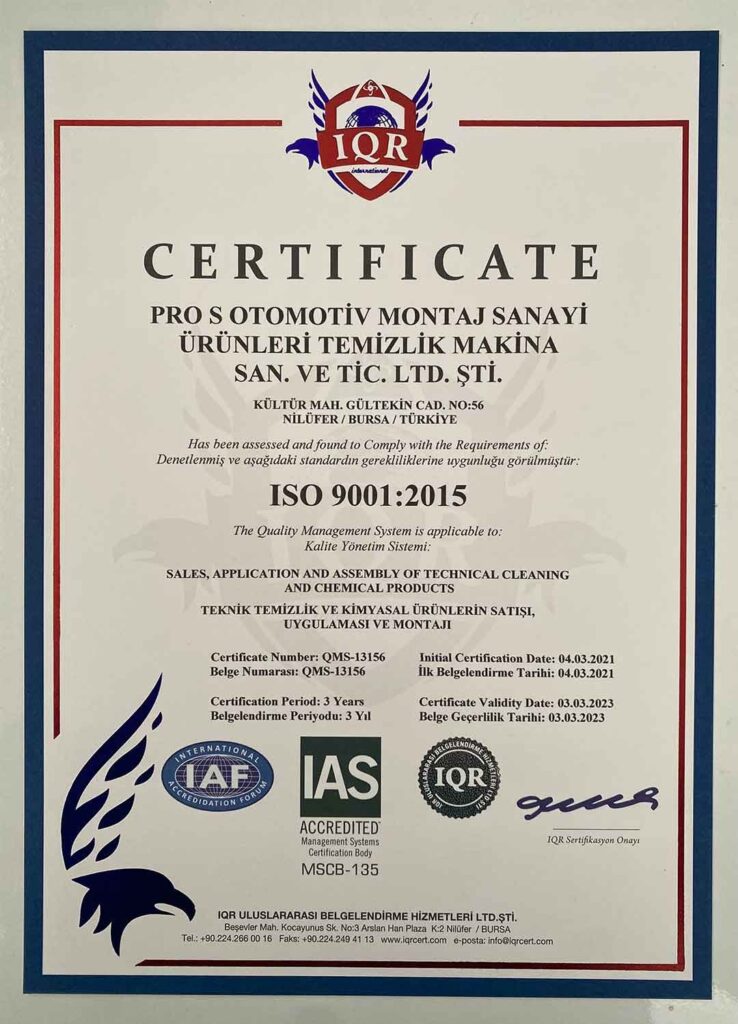 IQR
international
CERTIFICATE
PRO S OTOMOTİV MONTAJ SANAYİ
ÜRÜNLERİ TEMİZLİK MAKİNA
SAN. VE TİC. LTD. ŞTİ.
KÜLTÜR MAH. GÜLTEKİN CAD. NO:56
NİLÜFER / BURSA / TÜRKİYE
Has been assessed and found to Comply with the Requirements of:
Denetlenmiş ve aşağıdaki standardın gerekliliklerine uygunluğu görülmüştür:
ISO 9001:2015
The Quality Management System is applicable to:
Kalite Yönetim Sistemi:
SALES, APPLICATION AND ASSEMBLY OF TECHNICAL CLEANING
AND CHEMICAL PRODUCTS
TEKNİK TEMİZLİK VE KİMYASAL ÜRÜNLERİN SATIŞI,
UYGULAMASI VE MONTAJI
Certificate Number: QMS-13156 Initial Certification Date: 04.03.2021
Belge Numarası: QMS-13156 İlk Belgelendirme Tarihi: 04.03.2021
Certification Period: 3 Years Certificate Validity Date: 03.03.2023
Belgelendirme Periyodu: 3 Yıl Belge Geçerlilik Tarihi: 03.03.2023
INTERNATIONAL
IAF
ACCREDIDATION FORUM
IAS
ACCREDITED
Management Systems
Certification Body
MSCB-135
IQR
IQR ULUSLARARASI BELGELENDİRME HİZMETLERİ LTD ŞTİ
IQR Sertifikasyon Onayı
IQR ULUSLARARASI BELGELENDİRME HİZMETLERİ LTD.ŞTİ.
Beşevler Mah. Kocayunus Sk. No:3 Arslan Han Plaza K:2 Nilüfer / BURSA
Tel.: +90.224.266 00 16 Faks: +90.224.249 41 13 www.iqrcert.com e-posta: info@iqrcert.com